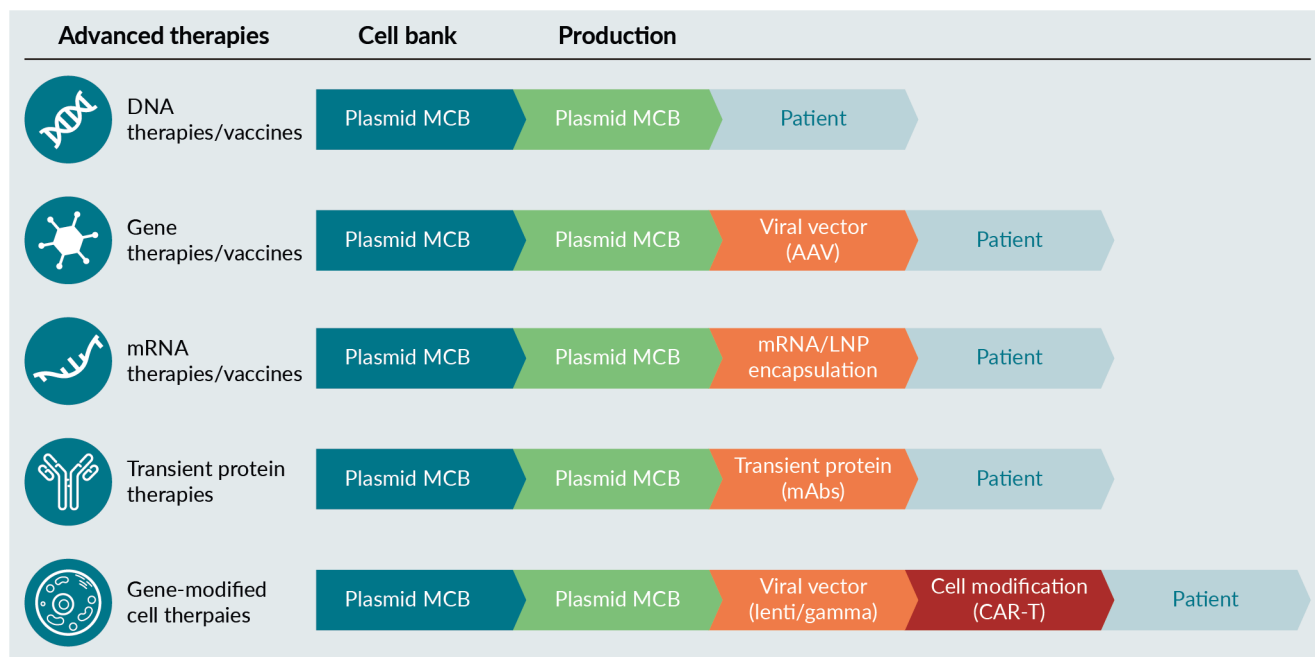 Advanced therapies Cell bank Production
DNA
therapies/vaccines
Plasmid MCB
Plasmid MCB
Patient
Gene
therapies/vaccines
Plasmid MCB
Plasmid MCB
Viral vector
(AAV)
Patient
mRNA
therapies/vaccines
Plasmid MCB
Plasmid MCB
mRNA/LNP
encapsulation
Patient
Transient protein
therapies
Plasmid MCB
Plasmid MCB
Transient protein
(mAbs)
Patient
Gene-modified
cell therpaies
Plasmid MCB
Plasmid MCB
Viral vector
(lenti/gamma)
Cell modification
(CAR-T)
Patient